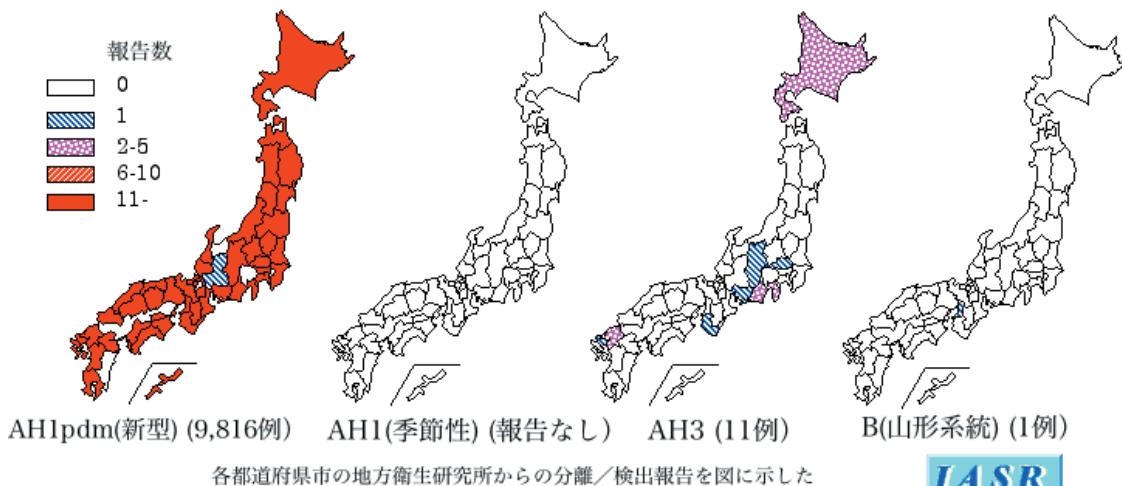 報告数
0
1
2-5
6-10
11-
AH1pdm(新型) (9,816例)
AH1(季節性) (報告なし)
AH3 (11例)
B(山形系統) (1例)
各都道府県市の地方衛生研究所からの分離／検出報告を図に示した
IASR